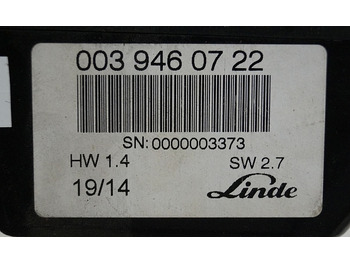 003 946 07 22
SN: 0000003373
HW 1.4 SW 2.7
19/14 Linde